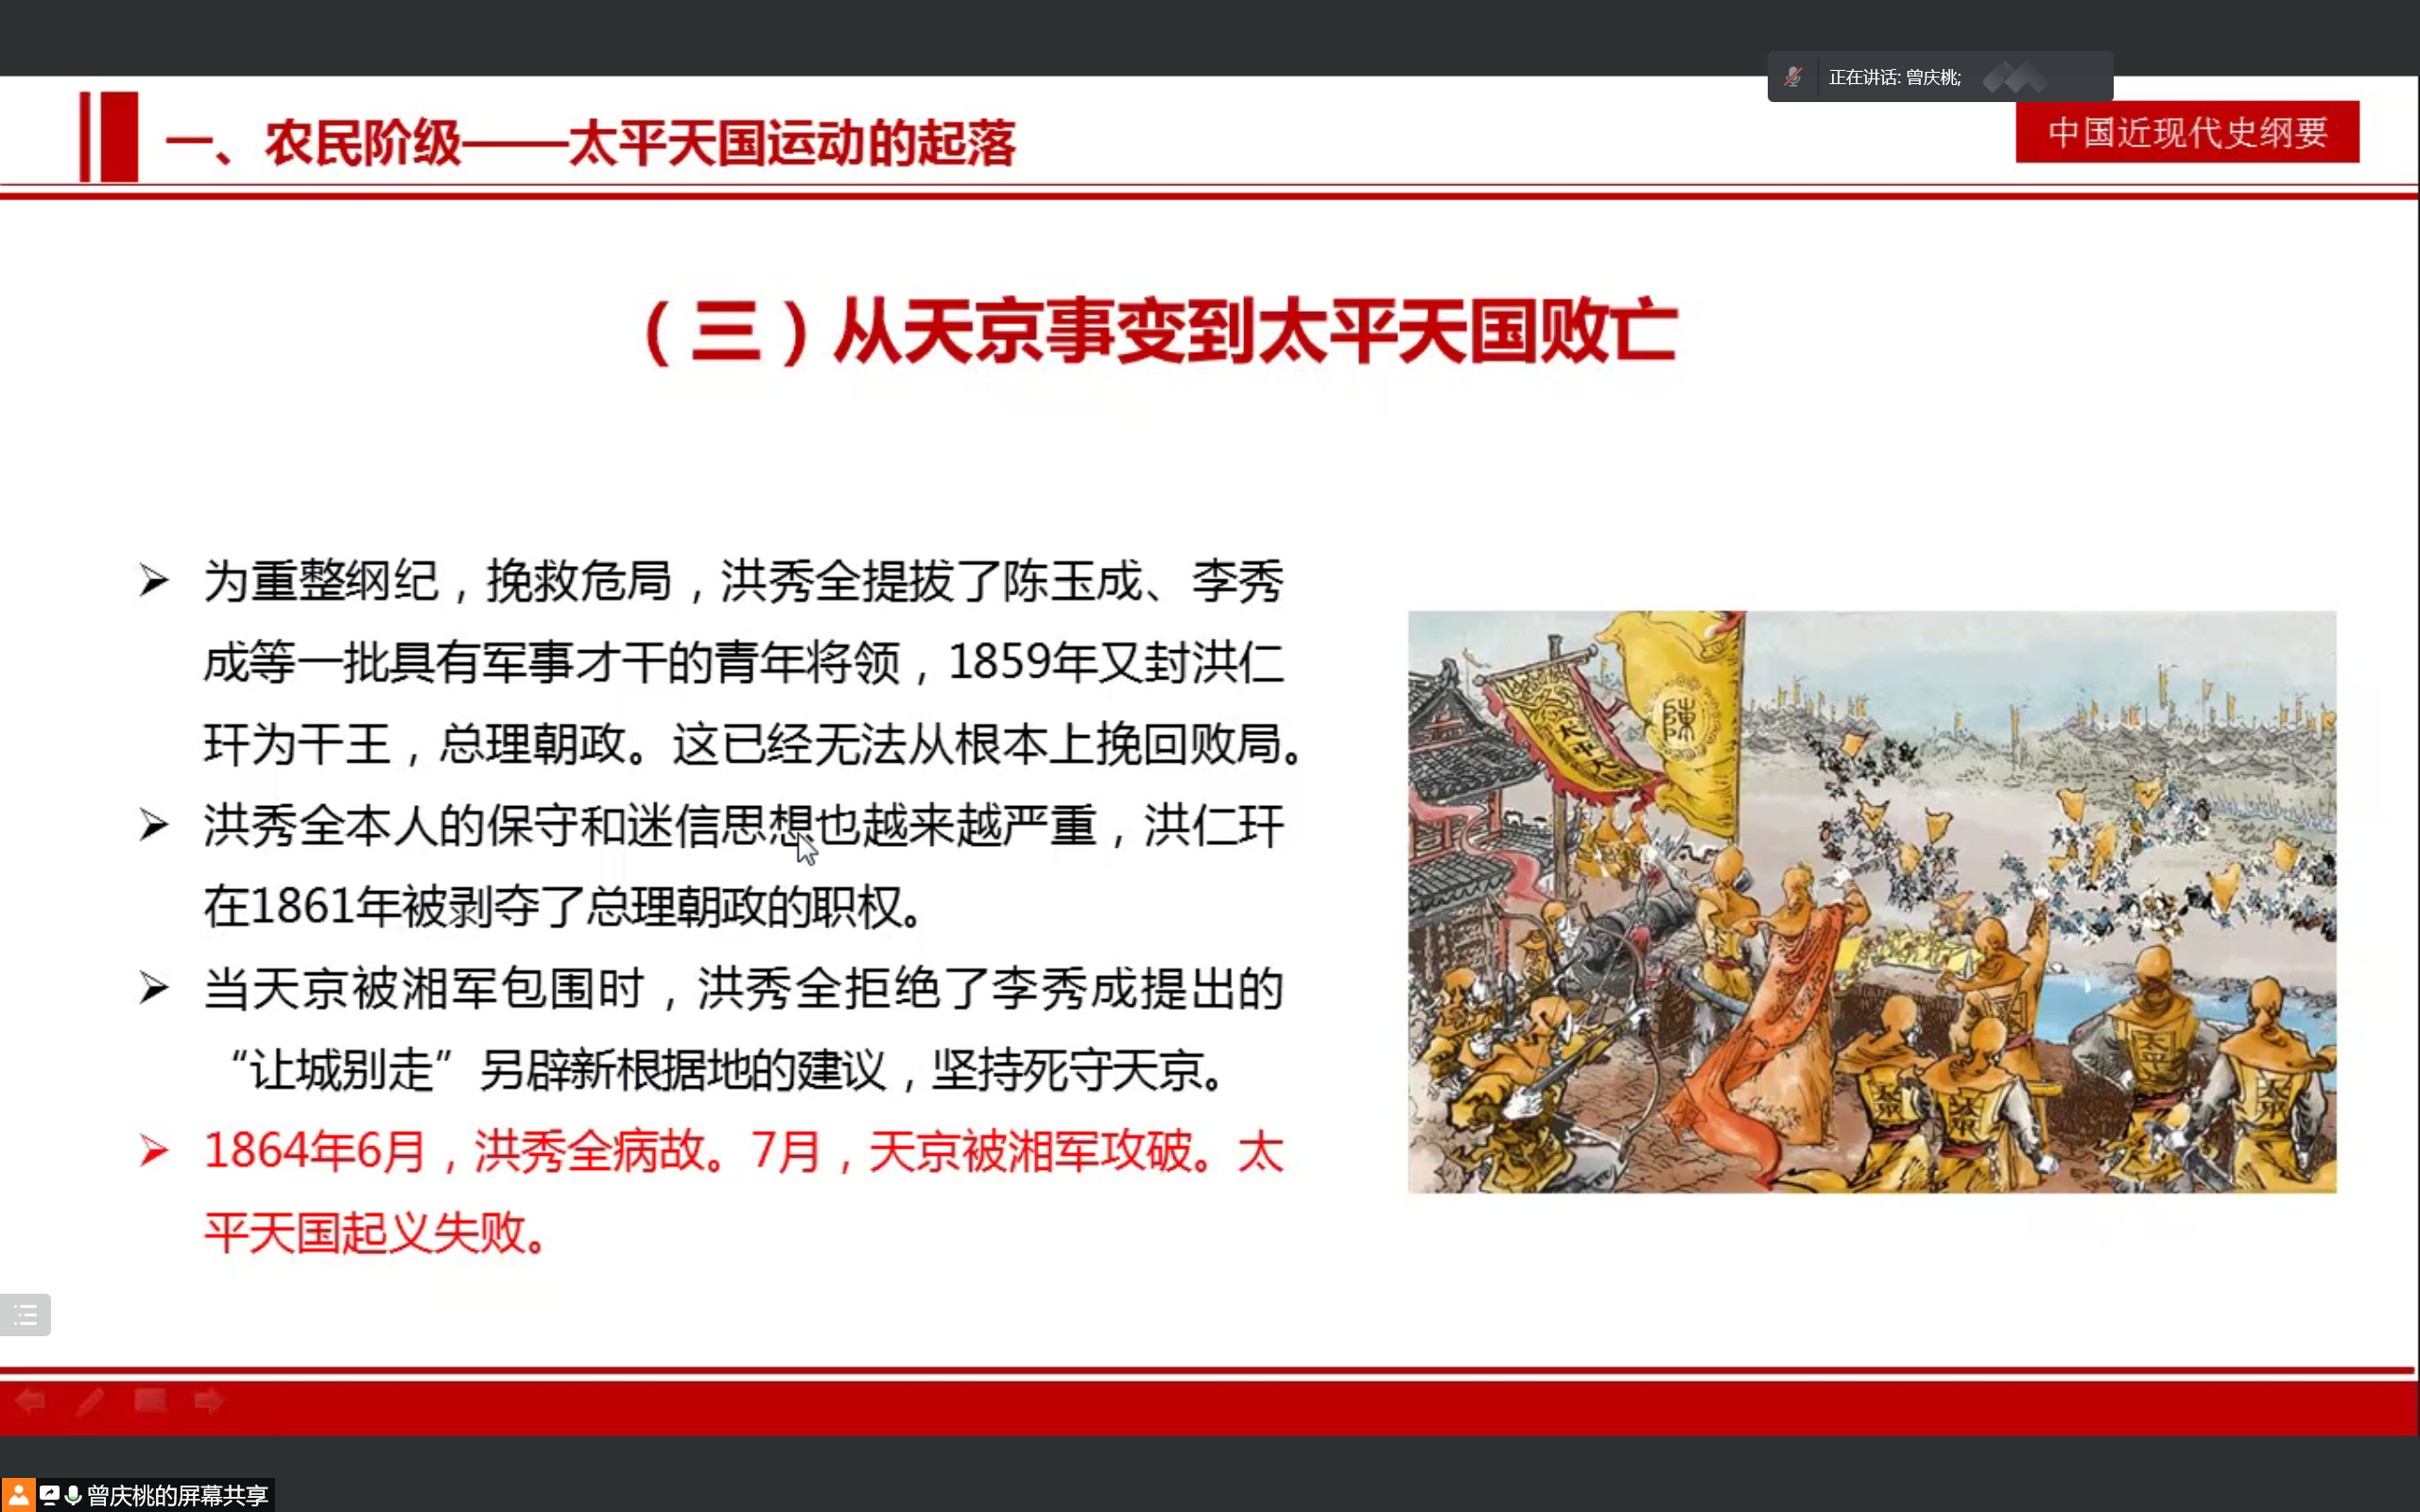 正在讲话: 曾庆桃;
一、农民阶级——太平天国运动的起落
中国近现代史纲要
（三）从天京事变到太平天国败亡
➢ 为重整纲纪，挽救危局，洪秀全提拔了陈玉成、李秀
成等一批具有军事才干的青年将领，1859年又封洪仁
玕为干王，总理朝政。这已经无法从根本上挽回败局。
➢ 洪秀全本人的保守和迷信思想也越来越严重，洪仁玕
在1861年被剥夺了总理朝政的职权。
➢ 当天京被湘军包围时，洪秀全拒绝了李秀成提出的
“让城别走”另辟新根据地的建议，坚持死守天京。
➢ 1864年6月，洪秀全病故。7月，天京被湘军攻破。太
平天国起义失败。
陳
太平天
太平
曾庆桃的屏幕共享